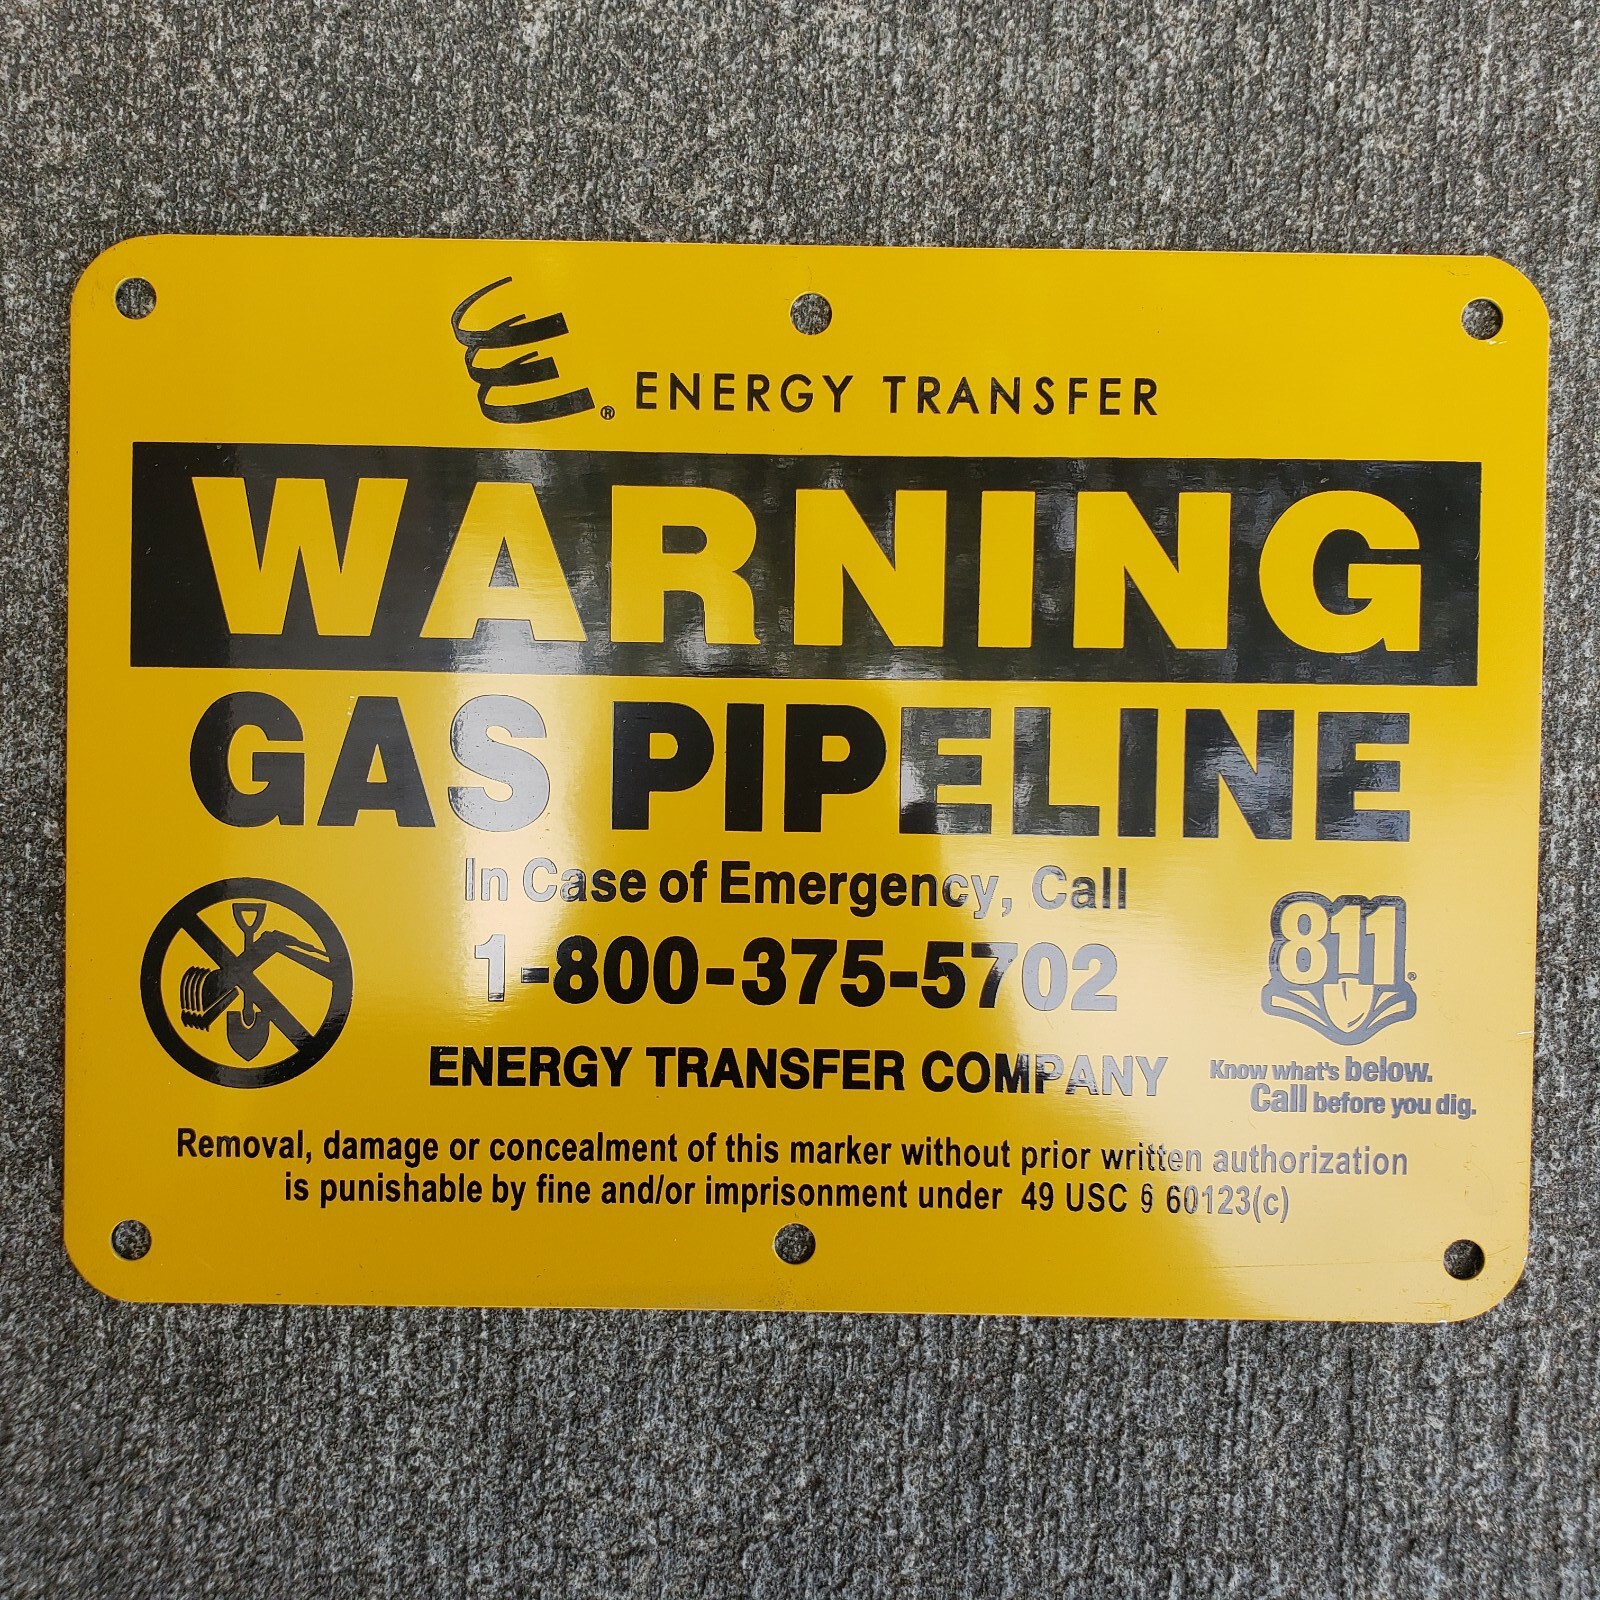 ® ENERGY TRANSFER
WARNING
GAS PIPELINE
In Case of Emergency, Call
1-800-375-5702
ENERGY TRANSFER COMPANY
811®
Know what's below.
Call before you dig.
Removal, damage or concealment of this marker without prior written authorization
is punishable by fine and/or imprisonment under 49 USC § 60123(c)